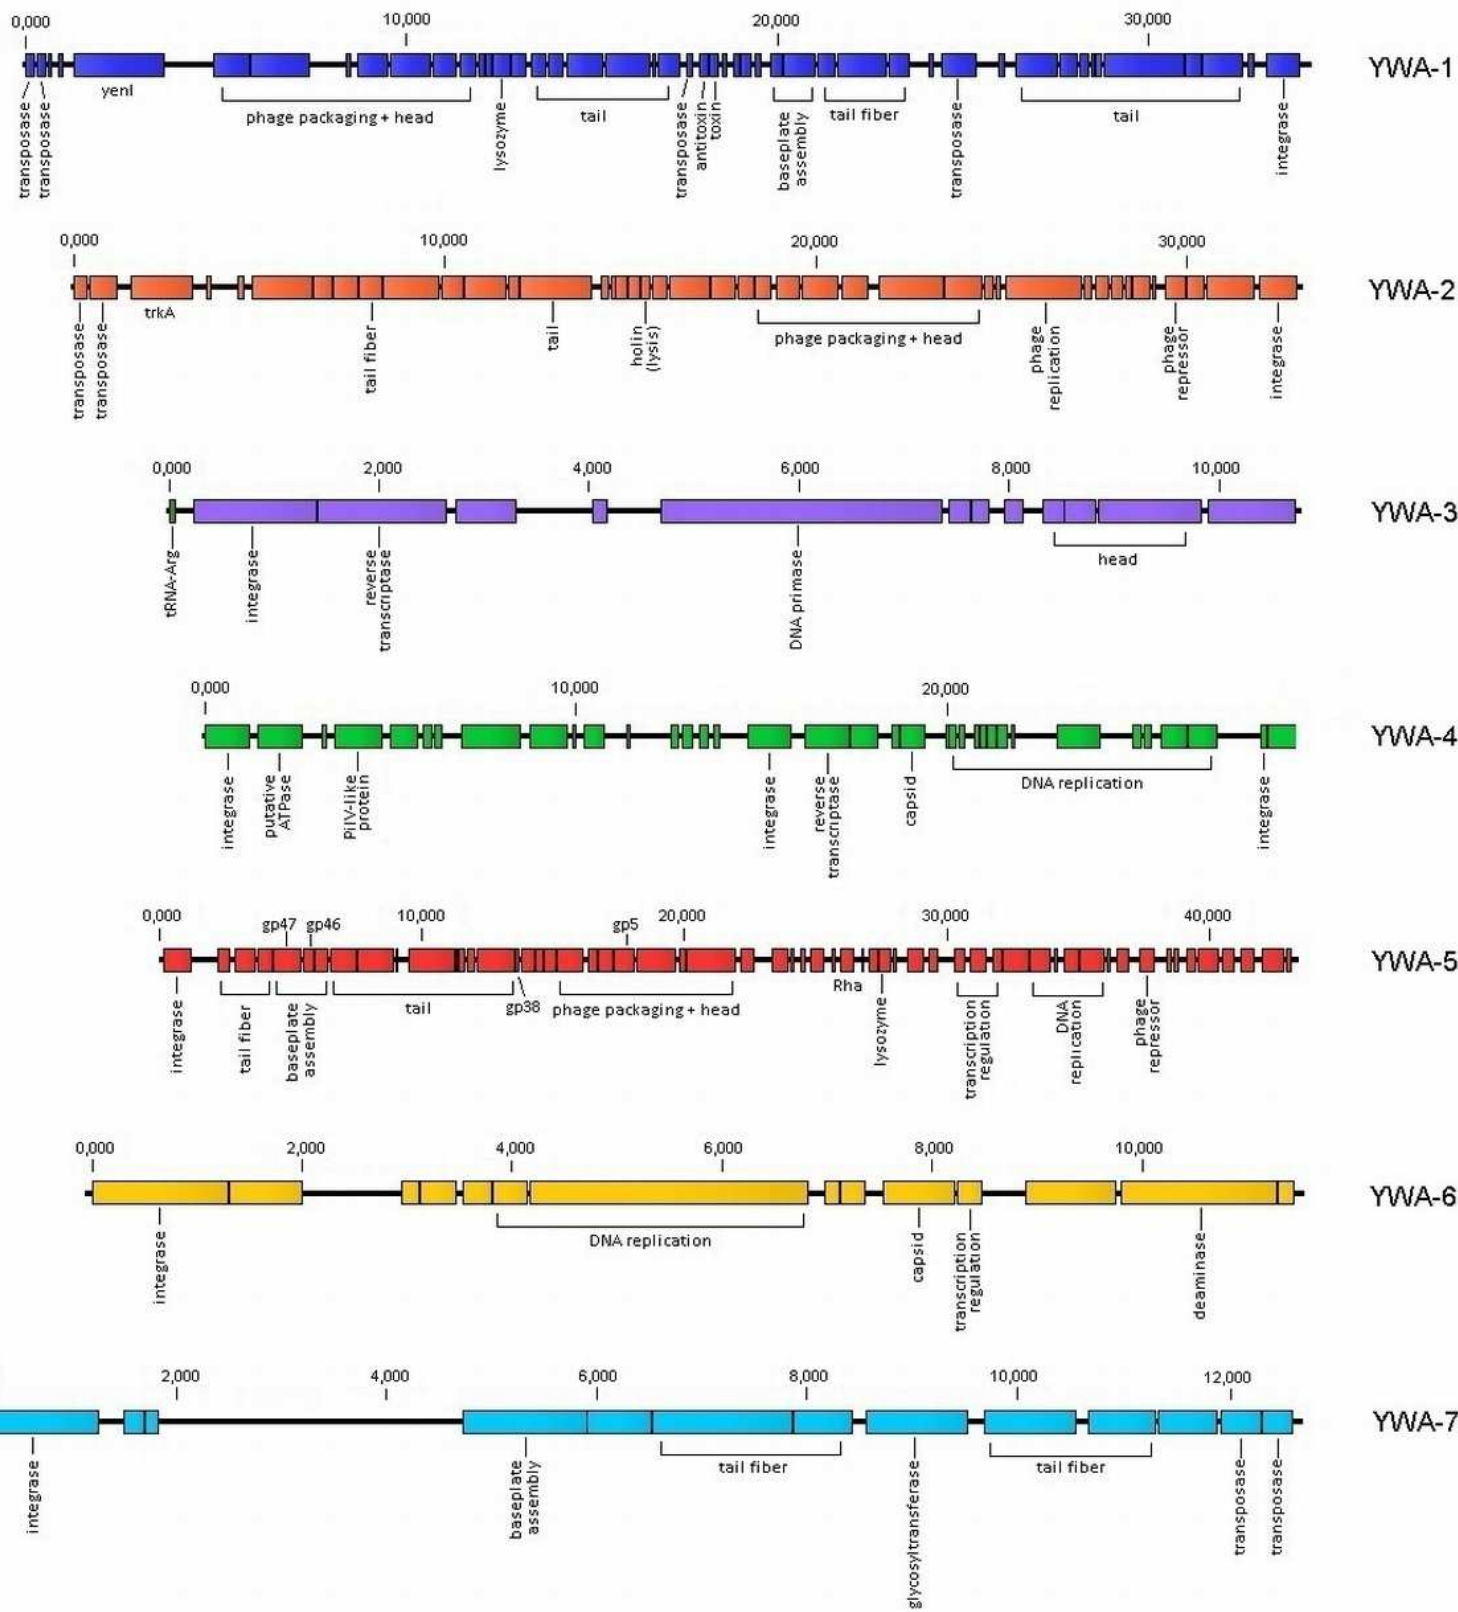 0,000 10,000 20,000 30,000
YWA-1
yenI
phage packaging + head
tail
tail fiber
tail
transposase
transposase
lysozyme
transposase
antitoxin
toxin
baseplate
assembly
transposase
integrase
0,000 10,000 20,000 30,000
YWA-2
trkA
phage packaging + head
transposase
transposase
tail fiber
tail
holin
(lysis)
phage
replication
phage
repressor
integrase
0,000 2,000 4,000 6,000 8,000 10,000
YWA-3
head
tRNA-Arg
integrase
reverse
transcriptase
DNA primase
0,000 10,000 20,000
YWA-4
DNA replication
integrase
putative
ATPase
PilV-like
protein
integrase
reverse
transcriptase
capsid
integrase
0,000 10,000 20,000 30,000 40,000
gp47 gp46 gp5
YWA-5
Rha
tail
gp38
phage packaging + head
integrase
tail fiber
baseplate
assembly
lysozyme
transcription
regulation
DNA
replication
phage
repressor
0,000 2,000 4,000 6,000 8,000 10,000
YWA-6
DNA replication
integrase
capsid
transcription
regulation
deaminase
2,000 4,000 6,000 8,000 10,000 12,000
YWA-7
tail fiber
tail fiber
integrase
baseplate
assembly
glycosyltransferase
transposase
transposase